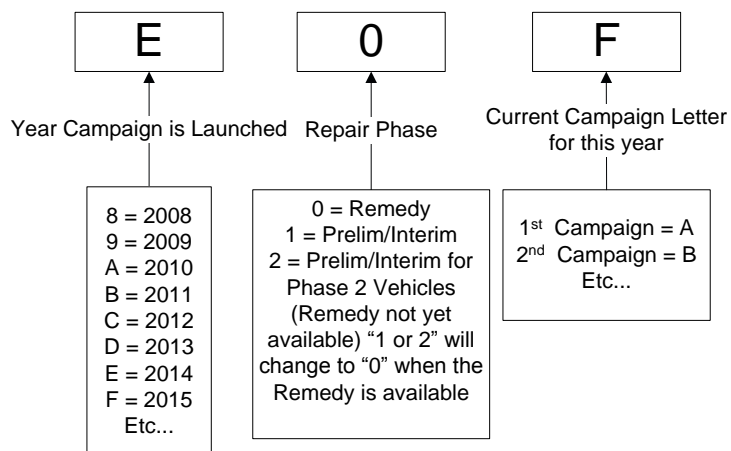 E
0
F
Year Campaign is Launched
Repair Phase
Current Campaign Letter
for this year
8 = 2008
9 = 2009
A = 2010
B = 2011
C = 2012
D = 2013
E = 2014
F = 2015
Etc...
0 = Remedy
1 = Prelim/Interim
2 = Prelim/Interim for
Phase 2 Vehicles
(Remedy not yet
available) “1 or 2” will
change to “0” when the
Remedy is available
1st Campaign = A
2nd Campaign = B
Etc...